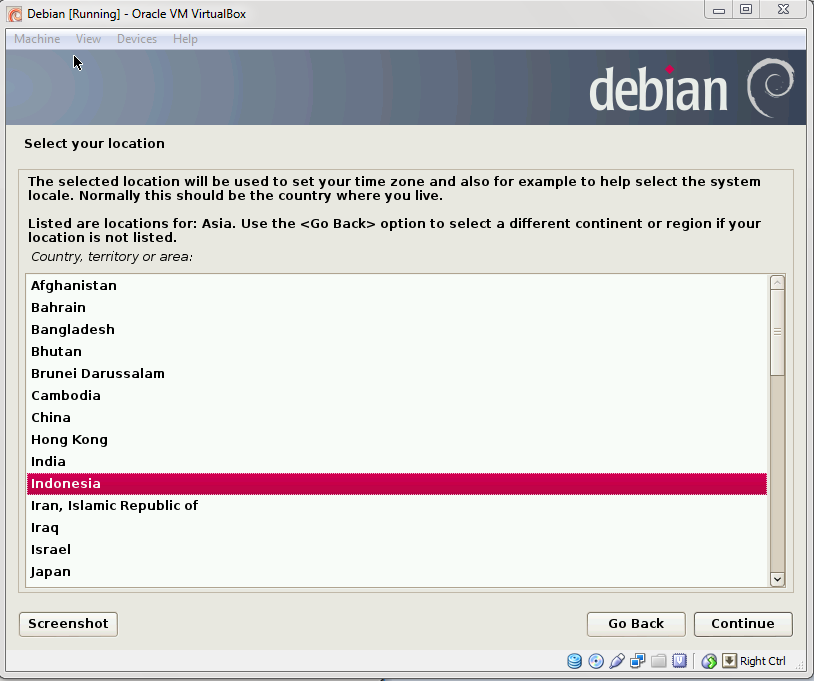 Debian [Running] - Oracle VM VirtualBox
Machine View Devices Help
debian
Select your location
The selected location will be used to set your time zone and also for example to help select the system
locale. Normally this should be the country where you live.
Listed are locations for: Asia. Use the <Go Back> option to select a different continent or region if your
location is not listed.
Country, territory or area:
Afghanistan
Bahrain
Bangladesh
Bhutan
Brunei Darussalam
Cambodia
China
Hong Kong
India
Indonesia
Iran, Islamic Republic of
Iraq
Israel
Japan
Screenshot Go Back Continue
Right Ctrl